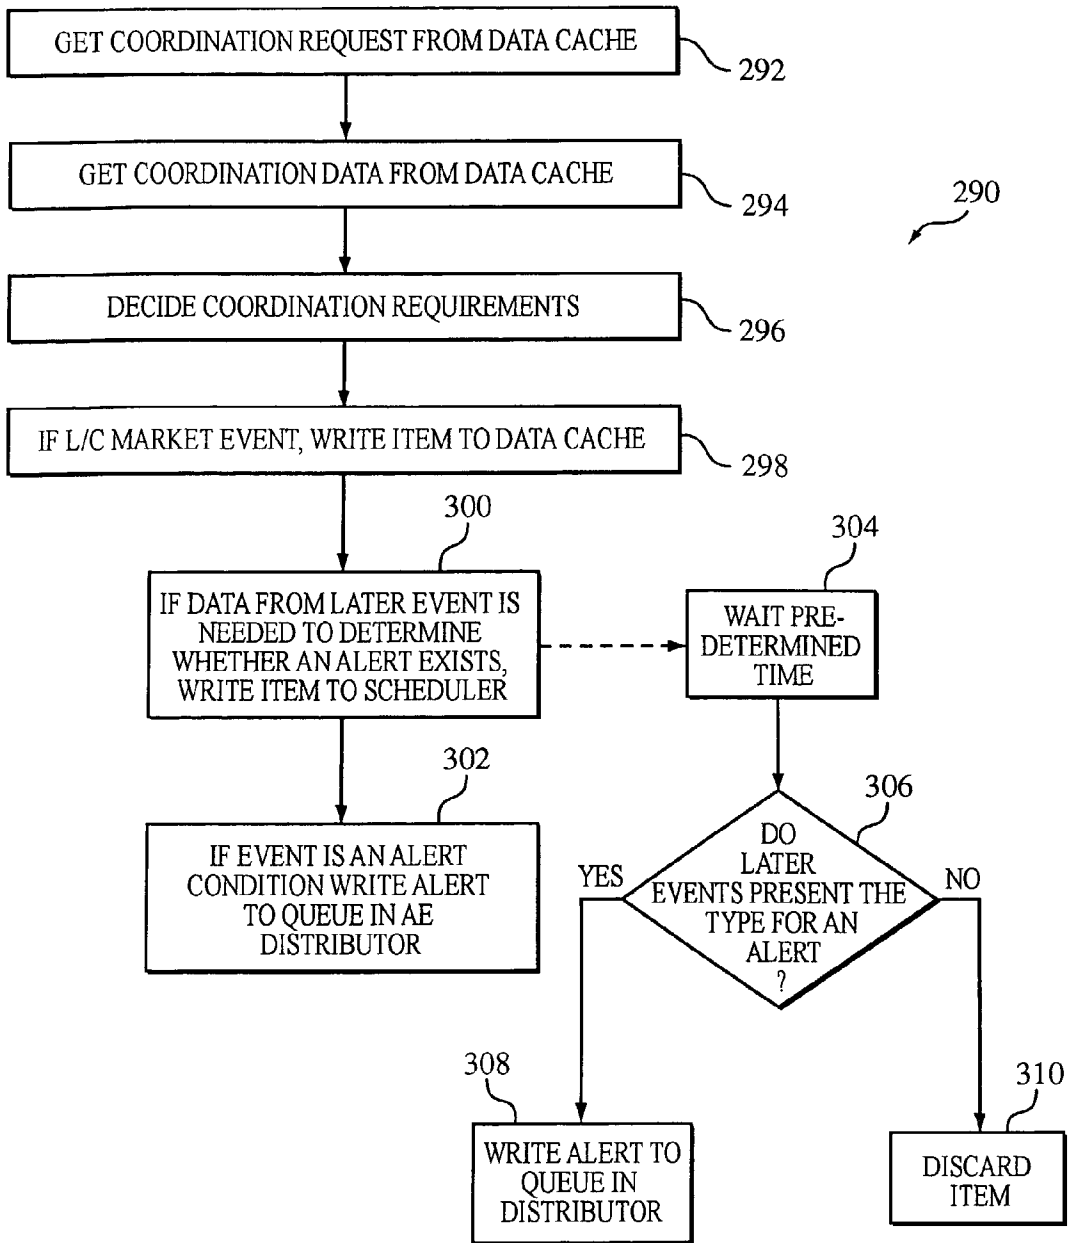 GET COORDINATION REQUEST FROM DATA CACHE
292
GET COORDINATION DATA FROM DATA CACHE
294
290
DECIDE COORDINATION REQUIREMENTS
296
IF L/C MARKET EVENT, WRITE ITEM TO DATA CACHE
298
300
IF DATA FROM LATER EVENT IS
NEEDED TO DETERMINE
WHETHER AN ALERT EXISTS,
WRITE ITEM TO SCHEDULER
304
WAIT PRE-
DETERMINED
TIME
302
IF EVENT IS AN ALERT
CONDITION WRITE ALERT
TO QUEUE IN AE
DISTRIBUTOR
306
DO
LATER
EVENTS PRESENT THE
TYPE FOR AN
ALERT
?
YES
NO
308
WRITE ALERT TO
QUEUE IN
DISTRIBUTOR
310
DISCARD
ITEM